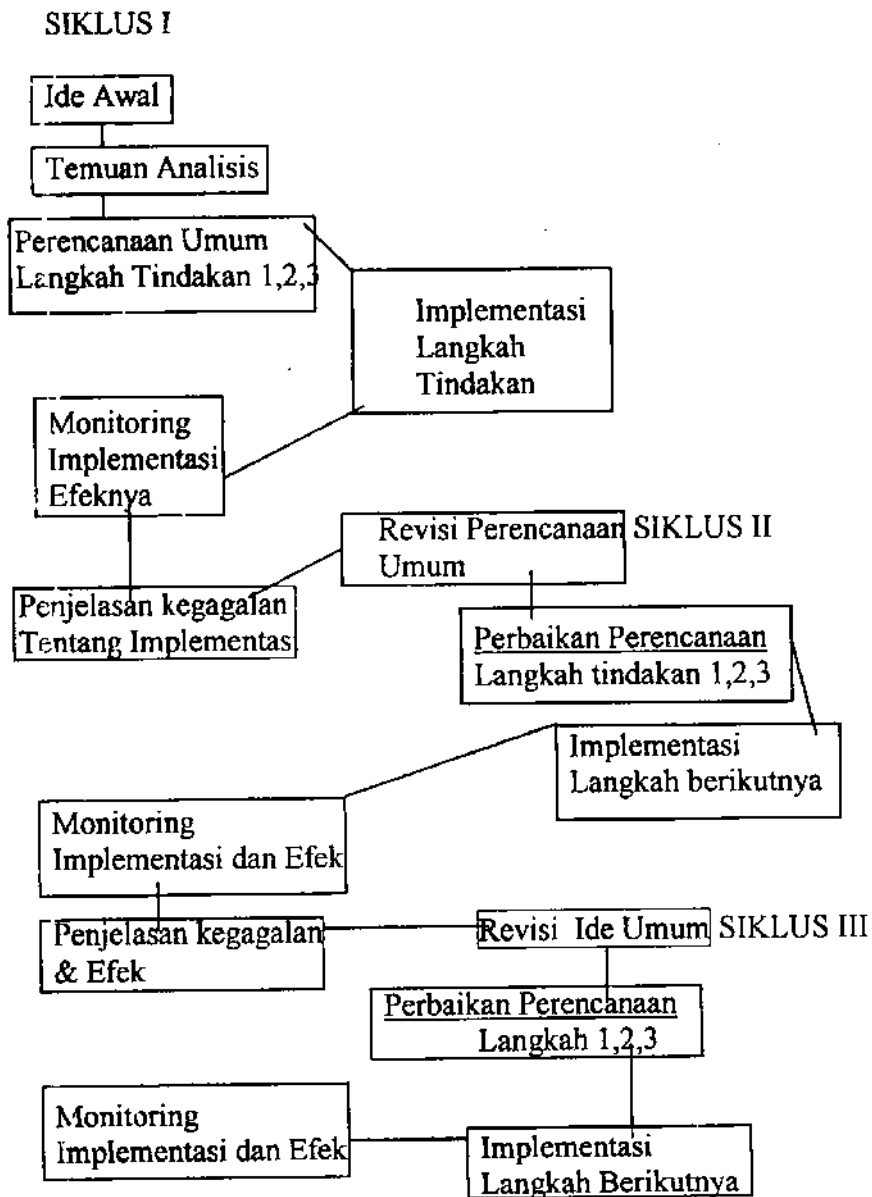 SIKLUS I
Ide Awal
Temuan Analisis
Perencanaan Umum
Langkah Tindakan 1,2,3
Implementasi
Langkah
Tindakan
Monitoring
Implementasi
Efeknya
Revisi Perencanaan SIKLUS II
Umum
Penjelasan kegagalan
Tentang Implementas
Perbaikan Perencanaan
Langkah tindakan 1,2,3
Implementasi
Langkah berikutnya
Monitoring
Implementasi dan Efek
Penjelasan kegagalan
& Efek
Revisi Ide Umum SIKLUS III
Perbaikan Perencanaan
Langkah 1,2,3
Monitoring
Implementasi dan Efek
Implementasi
Langkah Berikutnya